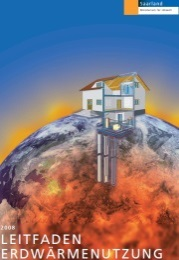 Saarland
2008
LEITFADEN
ERDWÄRMENUTZUNG